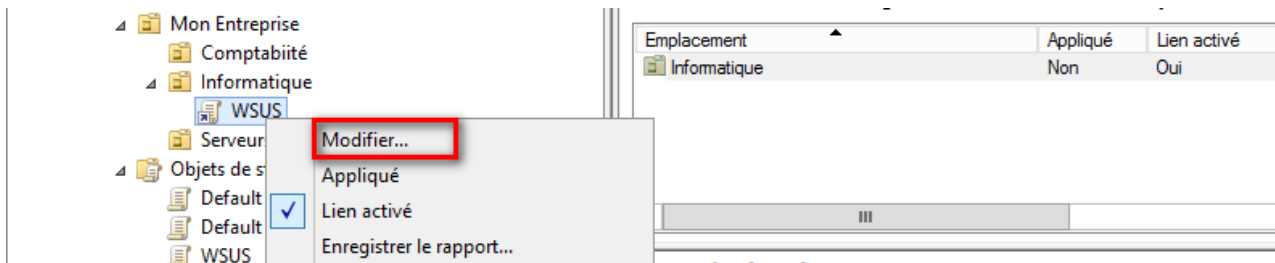 Mon Entreprise
Comptabiité
Informatique
WSUS
Serveur
Objets de s
Default
Default
WSUS
Modifier...
Appliqué
Lien activé
Enregistrer le rapport...
Emplacement Appliqué Lien activé
Informatique Non Oui